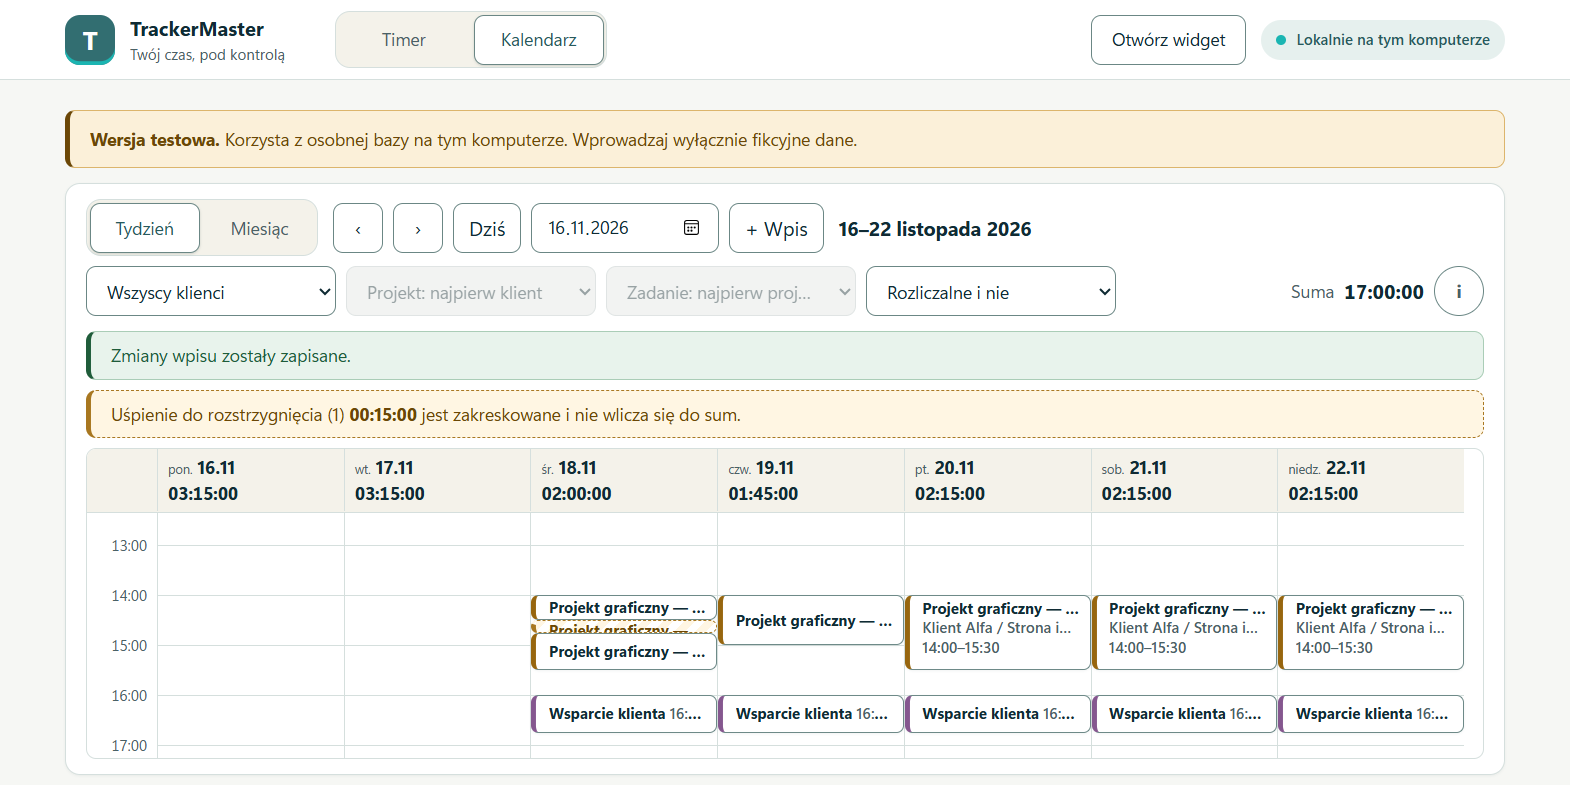 T
TrackerMaster
Twój czas, pod kontrolą
Timer
Kalendarz
Otwórz widget
Lokalnie na tym komputerze
Wersja testowa. Korzysta z osobnej bazy na tym komputerze. Wprowadzaj wyłącznie fikcyjne dane.
Tydzień
Miesiąc
‹
›
Dziś
16.11.2026
+ Wpis
16–22 listopada 2026
Wszyscy klienci
Projekt: najpierw klient
Zadanie: najpierw proj...
Rozliczalne i nie
Suma 17:00:00
i
Zmiany wpisu zostały zapisane.
Uśpienie do rozstrzygnięcia (1) 00:15:00 jest zakreskowane i nie wlicza się do sum.
pon. 16.11
03:15:00
wt. 17.11
03:15:00
śr. 18.11
02:00:00
czw. 19.11
01:45:00
pt. 20.11
02:15:00
sob. 21.11
02:15:00
niedz. 22.11
02:15:00
13:00
14:00
15:00
16:00
17:00
Projekt graficzny — ...
Projekt graficzny — ...
Projekt graficzny — ...
Wsparcie klienta 16:...
Projekt graficzny — ...
Wsparcie klienta 16:...
Projekt graficzny — ...
Klient Alfa / Strona i...
14:00–15:30
Wsparcie klienta 16:...
Projekt graficzny — ...
Klient Alfa / Strona i...
14:00–15:30
Wsparcie klienta 16:...
Projekt graficzny — ...
Klient Alfa / Strona i...
14:00–15:30
Wsparcie klienta 16:...